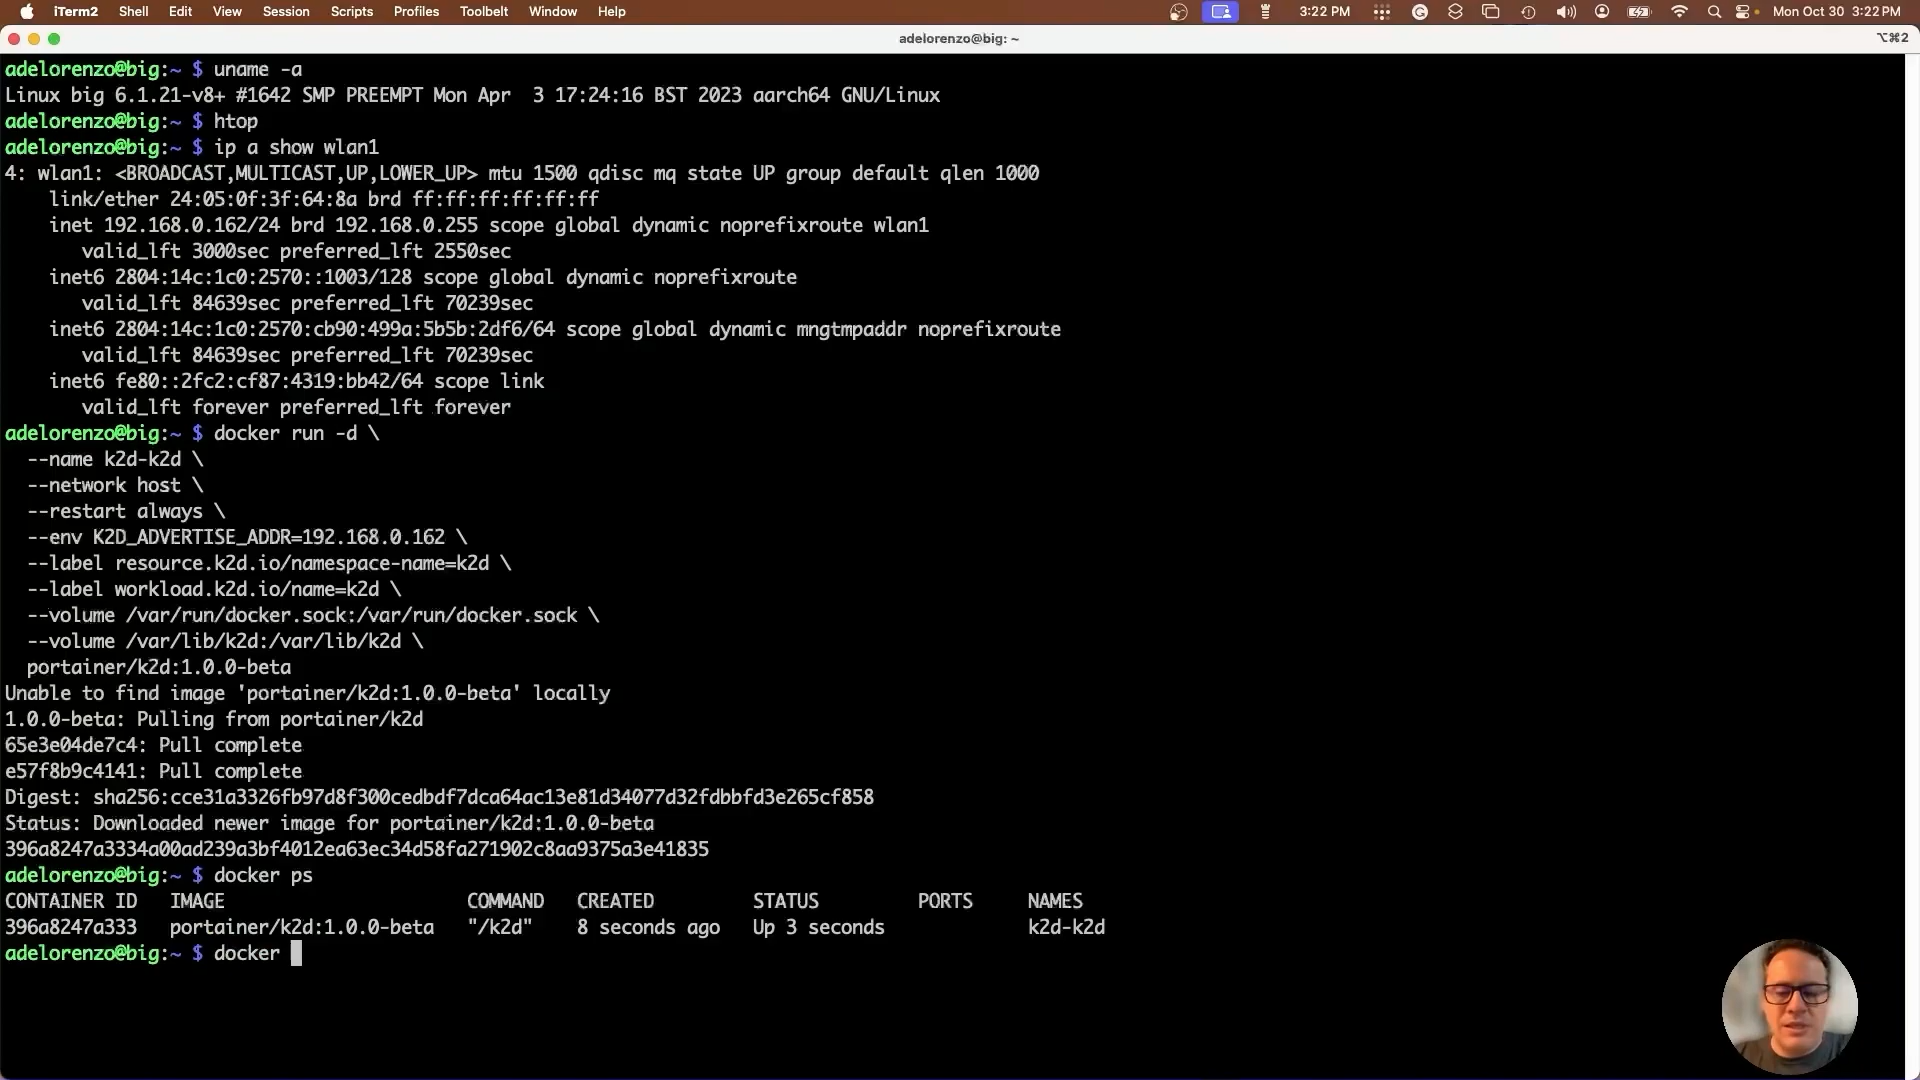 iTerm2 Shell Edit View Session Scripts Profiles Toolbelt Window Help 3:22 PM Mon Oct 30 3:22 PM
adelorenzo@big: ~ ⌥⌘2
adelorenzo@big:~ $ uname -a
Linux big 6.1.21-v8+ #1642 SMP PREEMPT Mon Apr  3 17:24:16 BST 2023 aarch64 GNU/Linux
adelorenzo@big:~ $ htop
adelorenzo@big:~ $ ip a show wlan1
4: wlan1: <BROADCAST,MULTICAST,UP,LOWER_UP> mtu 1500 qdisc mq state UP group default qlen 1000
    link/ether 24:05:0f:3f:64:8a brd ff:ff:ff:ff:ff:ff
    inet 192.168.0.162/24 brd 192.168.0.255 scope global dynamic noprefixroute wlan1
       valid_lft 3000sec preferred_lft 2550sec
    inet6 2804:14c:1c0:2570::1003/128 scope global dynamic noprefixroute
       valid_lft 84639sec preferred_lft 70239sec
    inet6 2804:14c:1c0:2570:cb90:499a:5b5b:2df6/64 scope global dynamic mngtmpaddr noprefixroute
       valid_lft 84639sec preferred_lft 70239sec
    inet6 fe80::2fc2:cf87:4319:bb42/64 scope link
       valid_lft forever preferred_lft forever
adelorenzo@big:~ $ docker run -d \
  --name k2d-k2d \
  --network host \
  --restart always \
  --env K2D_ADVERTISE_ADDR=192.168.0.162 \
  --label resource.k2d.io/namespace-name=k2d \
  --label workload.k2d.io/name=k2d \
  --volume /var/run/docker.sock:/var/run/docker.sock \
  --volume /var/lib/k2d:/var/lib/k2d \
  portainer/k2d:1.0.0-beta
Unable to find image 'portainer/k2d:1.0.0-beta' locally
1.0.0-beta: Pulling from portainer/k2d
65e3e04de7c4: Pull complete
e57f8b9c4141: Pull complete
Digest: sha256:cce31a3326fb97d8f300cedbdf7dca64ac13e81d34077d32fdbbfd3e265cf858
Status: Downloaded newer image for portainer/k2d:1.0.0-beta
396a8247a3334a00ad239a3bf4012ea63ec34d58fa271902c8aa9375a3e41835
adelorenzo@big:~ $ docker ps
CONTAINER ID   IMAGE                      COMMAND   CREATED         STATUS         PORTS     NAMES
396a8247a333   portainer/k2d:1.0.0-beta   "/k2d"    8 seconds ago   Up 3 seconds             k2d-k2d
adelorenzo@big:~ $ docker